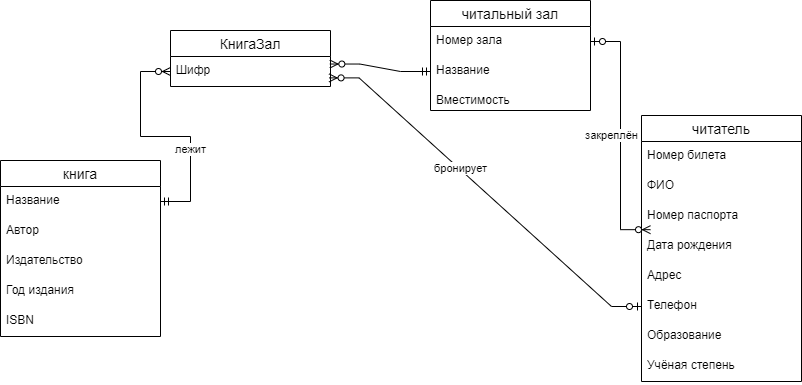 читальный зал
Номер зала
Название
Вместимость
КнигаЗал
Шифр
закреплён
читатель
Номер билета
ФИО
Номер паспорта
Дата рождения
Адрес
Телефон
Образование
Учёная степень
лежит
бронирует
книга
Название
Автор
Издательство
Год издания
ISBN